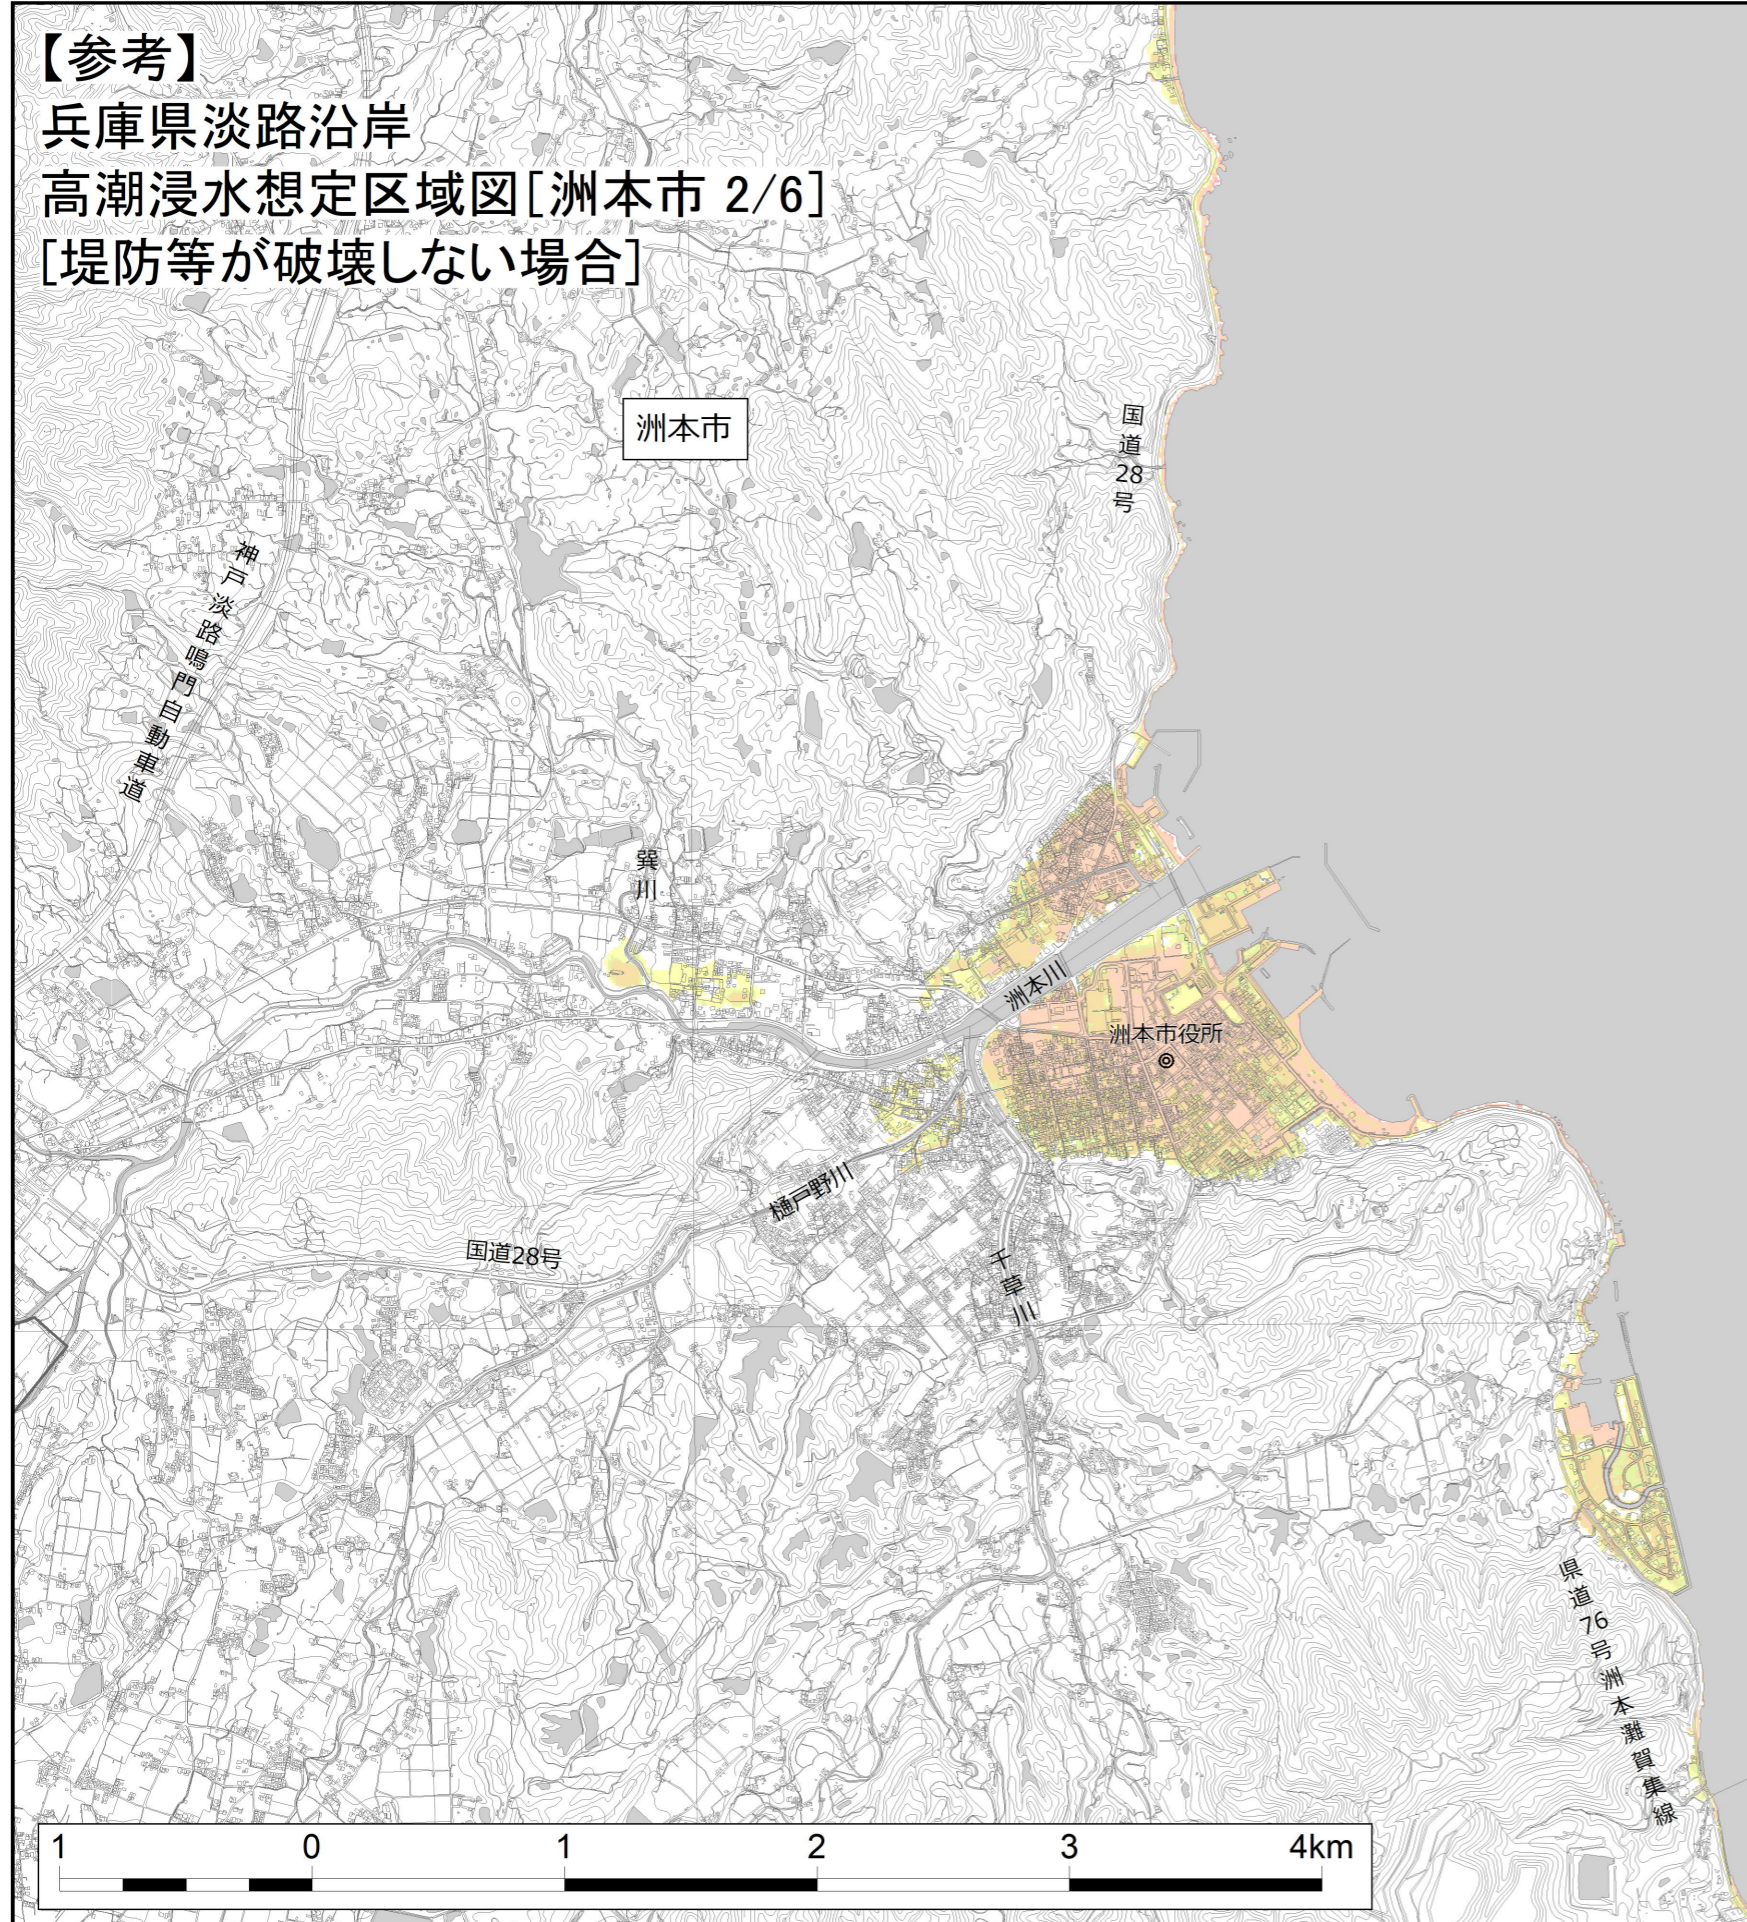 【参考】
兵庫県淡路沿岸
高潮浸水想定区域図[洲本市 2/6]
[堤防等が破壊しない場合]
洲本市
国道28号
神戸淡路鳴門自動車道
巽川
洲本川
洲本市役所
樋戸野川
国道28号
千草川
県道76号洲本灘賀集線
1 0 1 2 3 4km